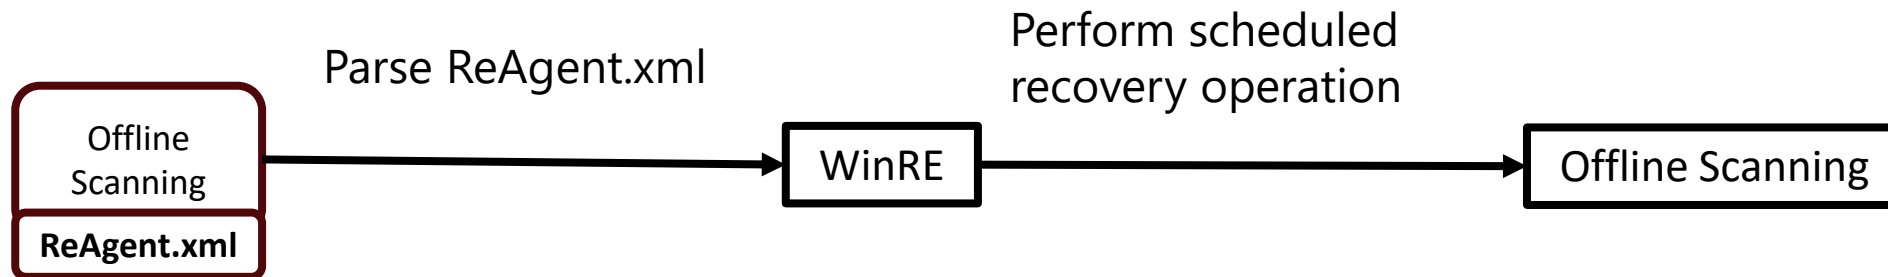 Offline
Scanning
ReAgent.xml
Parse ReAgent.xml
WinRE
Perform scheduled
recovery operation
Offline Scanning